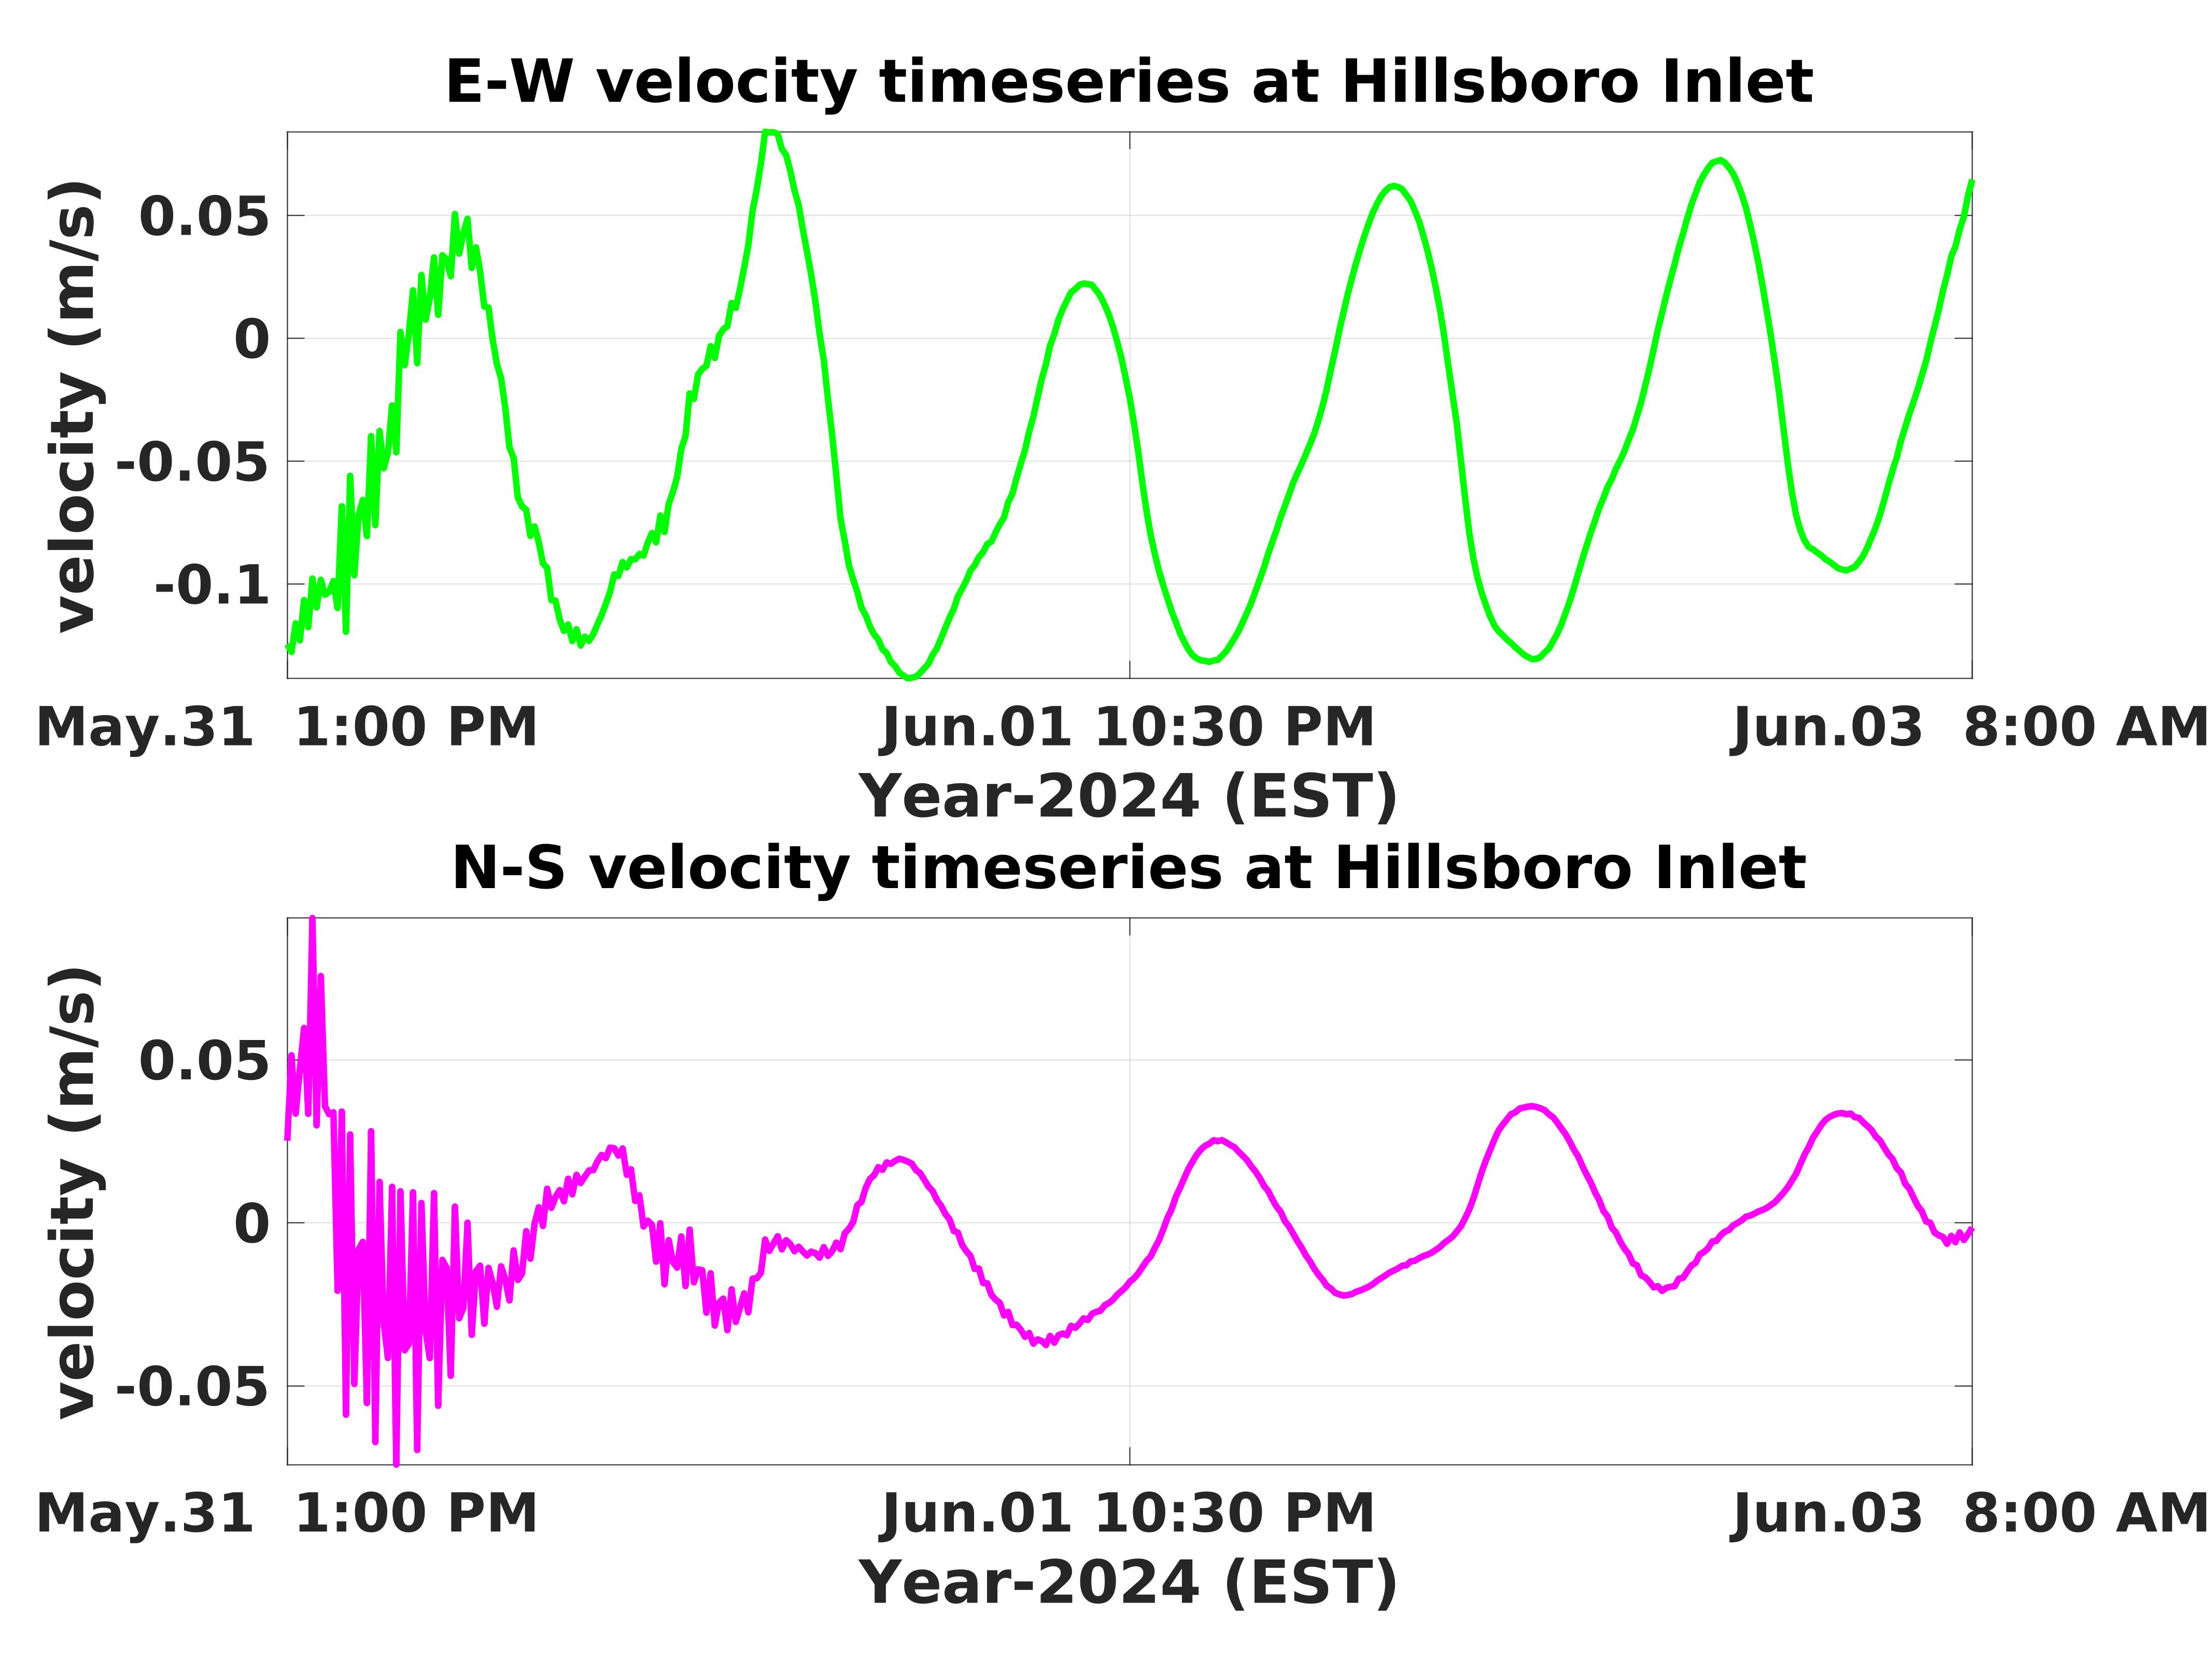 E-W velocity timeseries at Hillsboro Inlet
velocity (m/s)
0.05
0
-0.05
-0.1
May.31  1:00 PM
Jun.01 10:30 PM
Jun.03  8:00 AM
Year-2024 (EST)
N-S velocity timeseries at Hillsboro Inlet
velocity (m/s)
0.05
0
-0.05
May.31  1:00 PM
Jun.01 10:30 PM
Jun.03  8:00 AM
Year-2024 (EST)